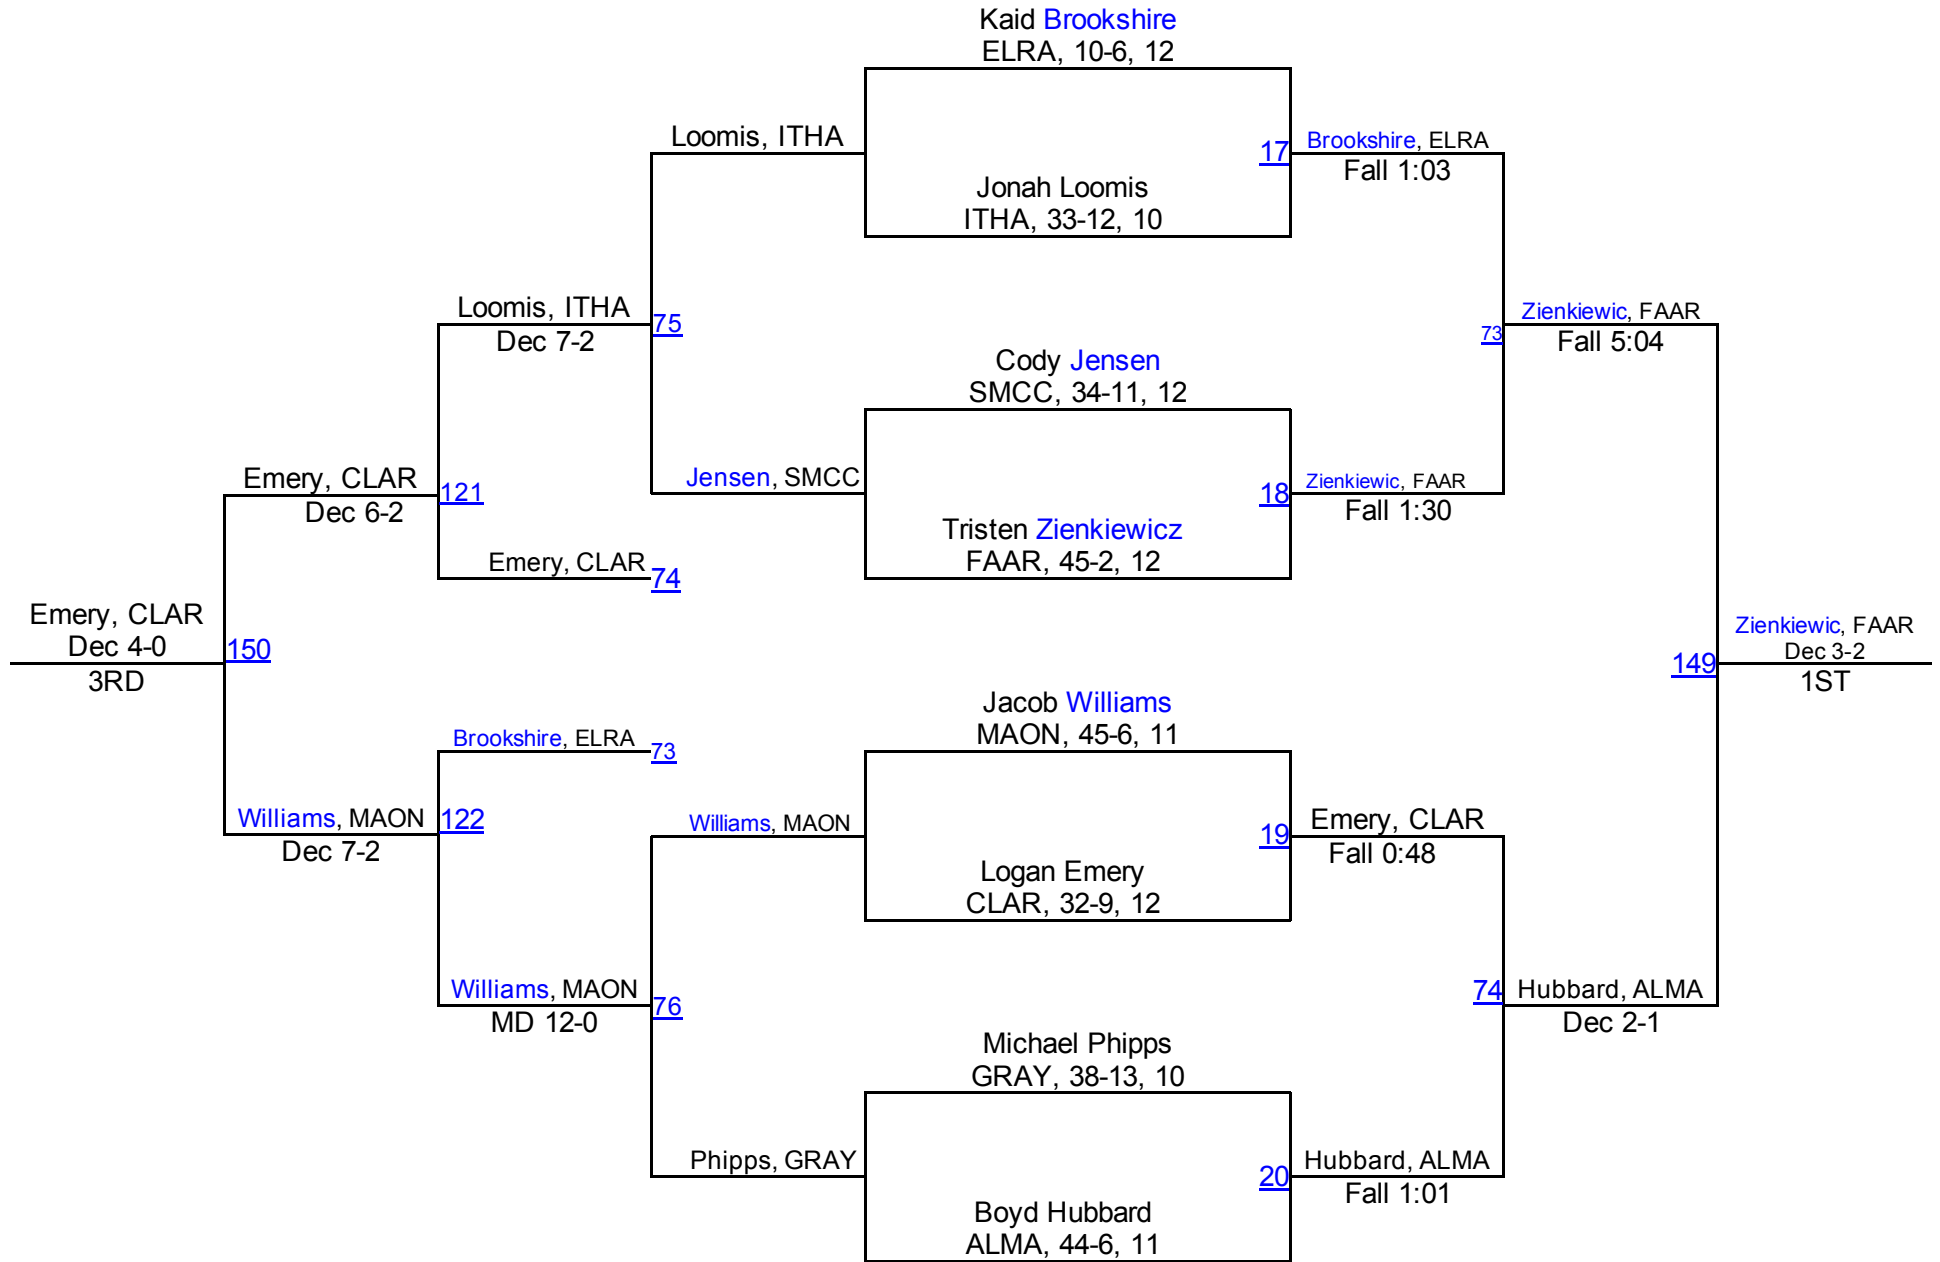 Kaid Brookshire
ELRA, 10-6, 12
Loomis, ITHA
17
Brookshire, ELRA
Fall 1:03
Jonah Loomis
ITHA, 33-12, 10
Loomis, ITHA
Dec 7-2
75
73
Zienkiewic, FAAR
Fall 5:04
Cody Jensen
SMCC, 34-11, 12
Emery, CLAR
Dec 6-2
121
Jensen, SMCC
18
Zienkiewic, FAAR
Fall 1:30
Tristen Zienkiewicz
FAAR, 45-2, 12
Emery, CLAR
74
Emery, CLAR
Dec 4-0
3RD
150
149
Zienkiewic, FAAR
Dec 3-2
1ST
Jacob Williams
MAON, 45-6, 11
Brookshire, ELRA
73
Williams, MAON
Dec 7-2
122
Williams, MAON
19
Emery, CLAR
Fall 0:48
Logan Emery
CLAR, 32-9, 12
Williams, MAON
MD 12-0
76
74
Hubbard, ALMA
Dec 2-1
Michael Phipps
GRAY, 38-13, 10
Phipps, GRAY
20
Hubbard, ALMA
Fall 1:01
Boyd Hubbard
ALMA, 44-6, 11